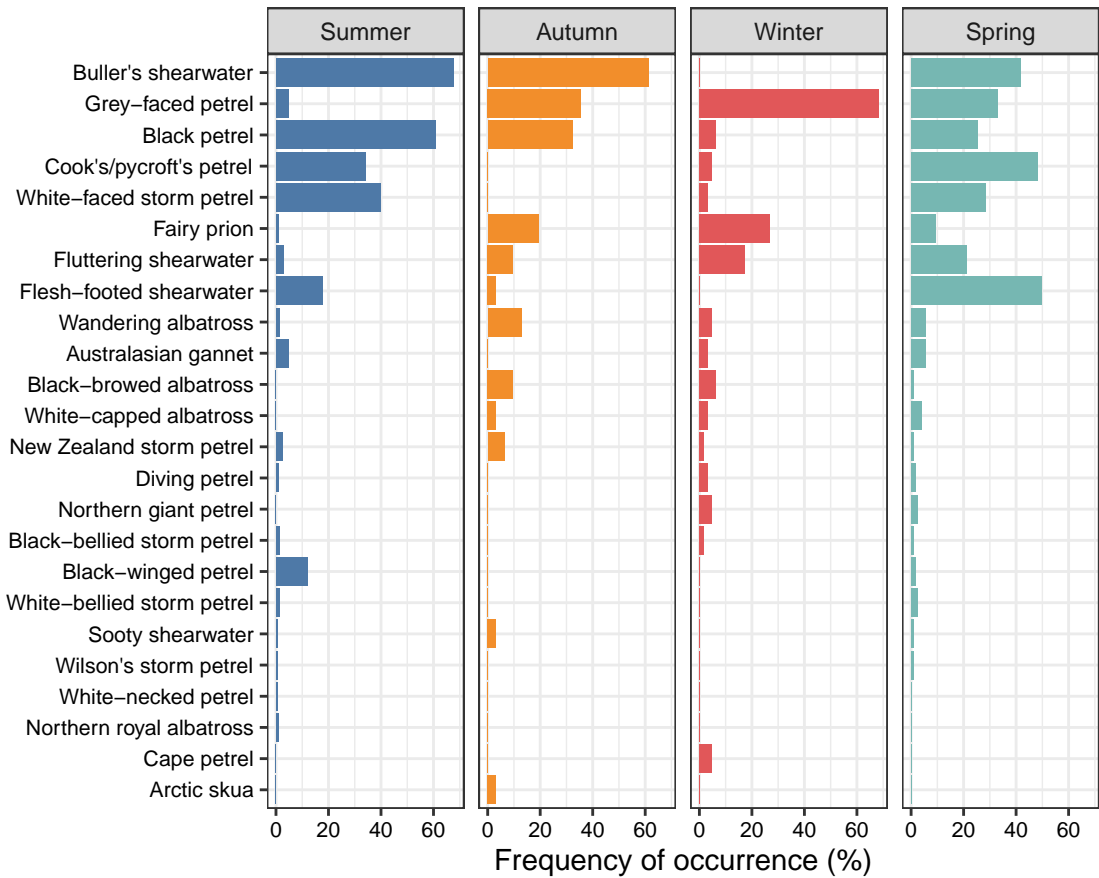 Summer Autumn Winter Spring
Buller's shearwater
Grey−faced petrel
Black petrel
Cook's/pycroft's petrel
White−faced storm petrel
Fairy prion
Fluttering shearwater
Flesh−footed shearwater
Wandering albatross
Australasian gannet
Black−browed albatross
White−capped albatross
New Zealand storm petrel
Diving petrel
Northern giant petrel
Black−bellied storm petrel
Black−winged petrel
White−bellied storm petrel
Sooty shearwater
Wilson's storm petrel
White−necked petrel
Northern royal albatross
Cape petrel
Arctic skua
0 20 40 60 0 20 40 60 0 20 40 60 0 20 40 60
Frequency of occurrence (%)